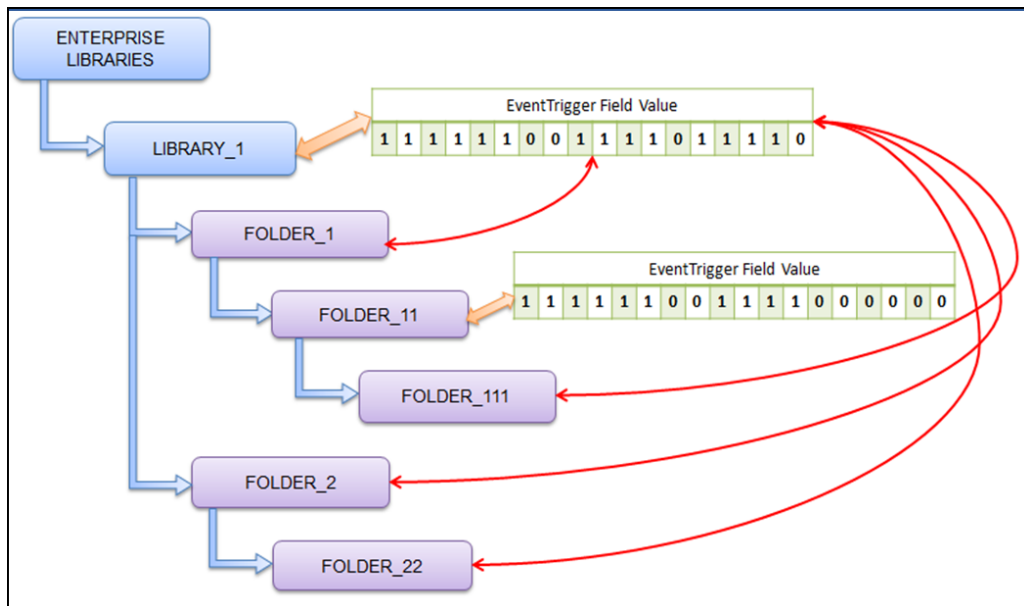 ENTERPRISE
LIBRARIES
EventTrigger Field Value
1 1 1 1 1 1 0 0 1 1 1 1 0 1 1 1 1 0
LIBRARY_1
FOLDER_1
EventTrigger Field Value
1 1 1 1 1 1 0 0 1 1 1 1 0 0 0 0 0 0
FOLDER_11
FOLDER_111
FOLDER_2
FOLDER_22